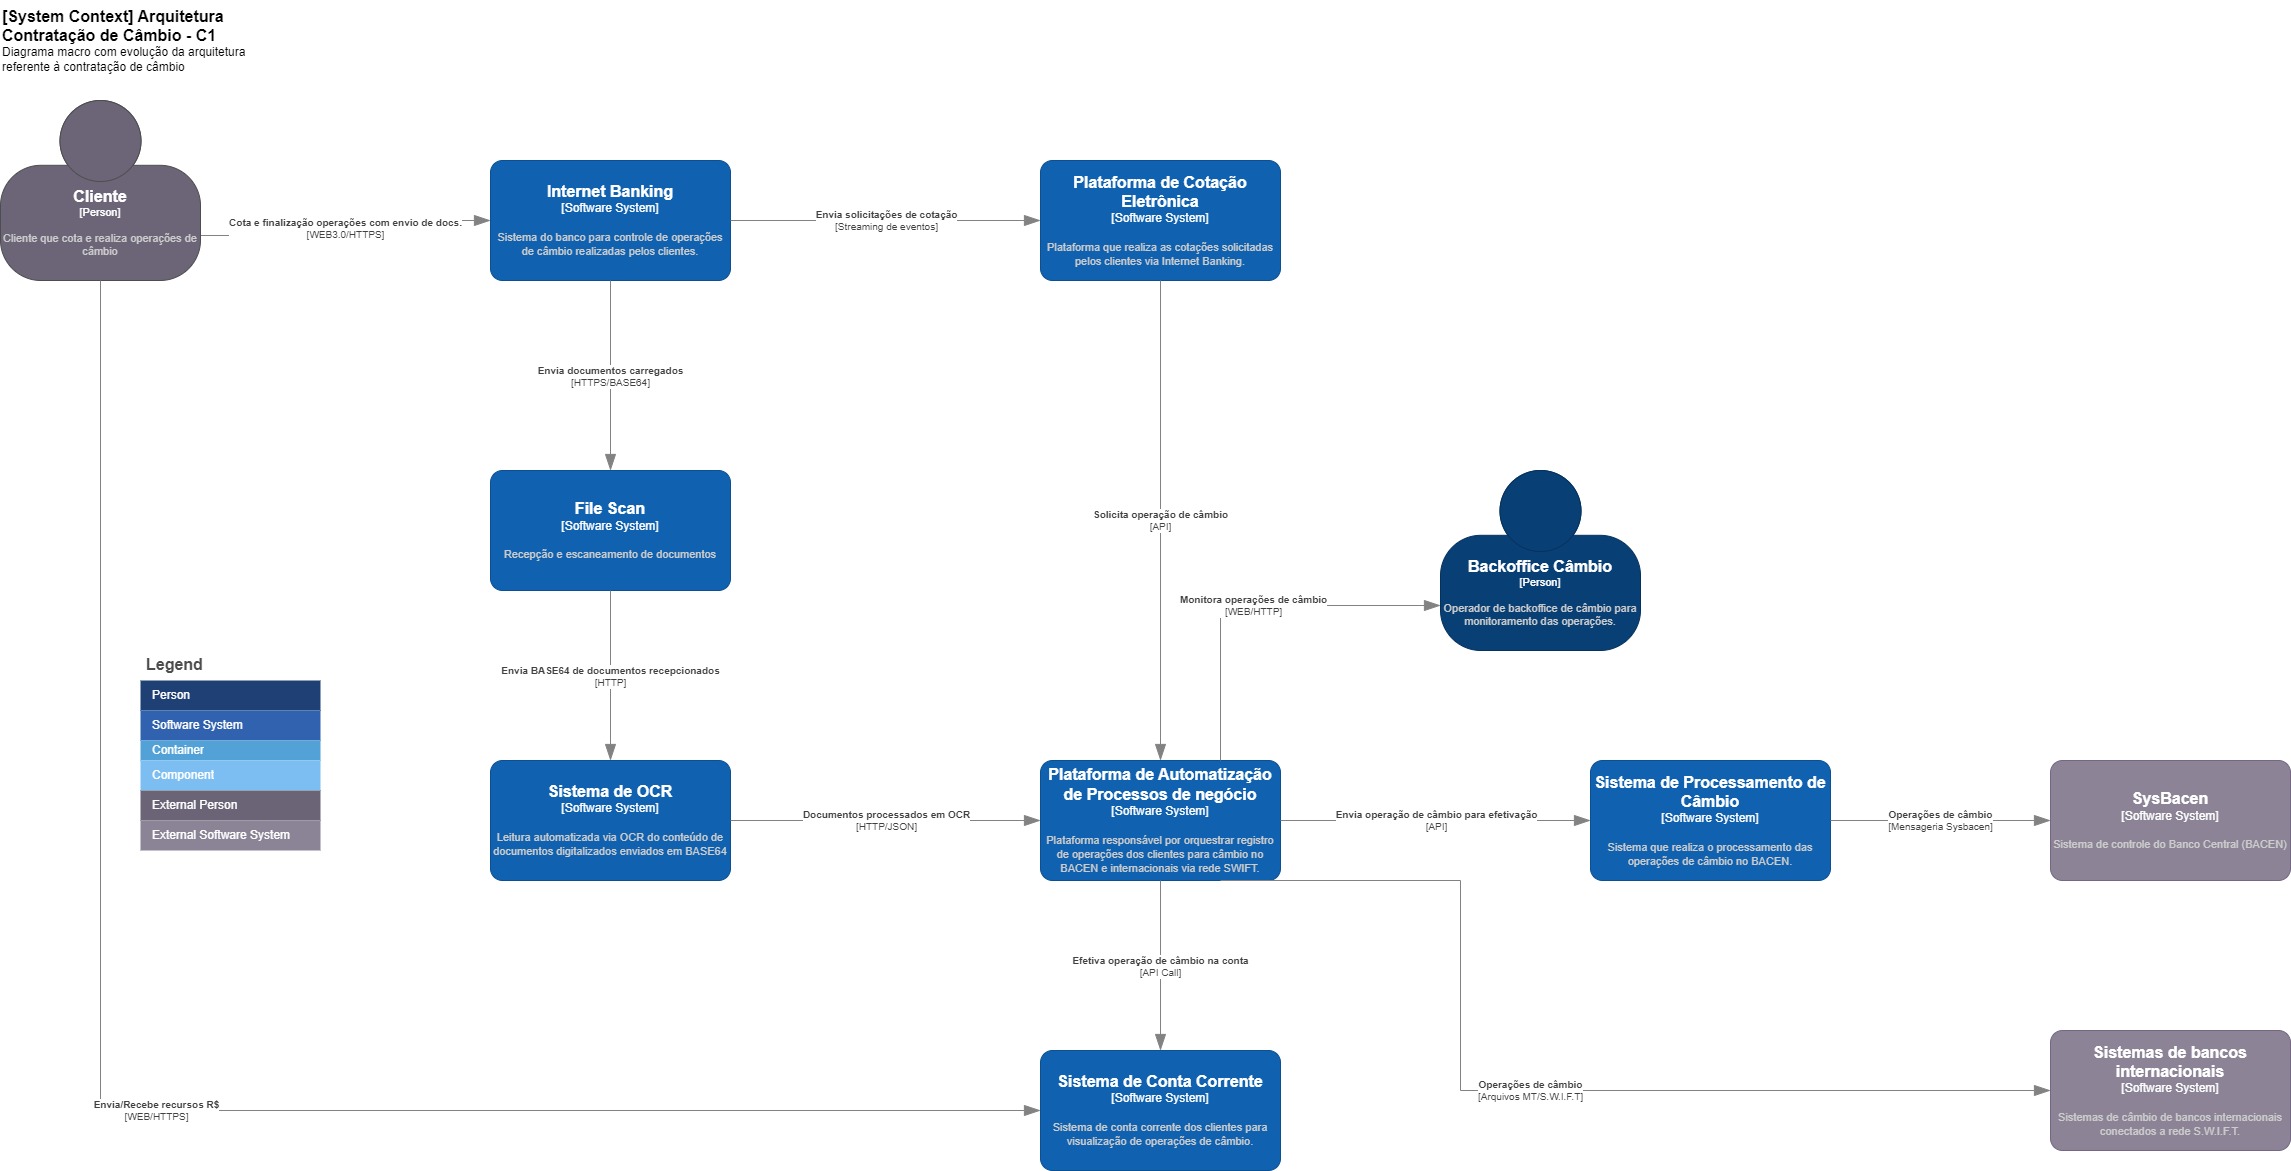 [System Context] Arquitetura
Contratação de Câmbio - C1
Diagrama macro com evolução da arquitetura
referente à contratação de câmbio
Cliente
[Person]
Cliente que cota e realiza operações de
câmbio
Cota e finalização operações com envio de docs.
[WEB3.0/HTTPS]
Internet Banking
[Software System]
Sistema do banco para controle de operações
de câmbio realizadas pelos clientes.
Envia solicitações de cotação
[Streaming de eventos]
Plataforma de Cotação
Eletrônica
[Software System]
Plataforma que realiza as cotações solicitadas
pelos clientes via Internet Banking.
Envia documentos carregados
[HTTPS/BASE64]
File Scan
[Software System]
Recepção e escaneamento de documentos
Solicita operação de câmbio
[API]
Backoffice Câmbio
[Person]
Operador de backoffice de câmbio para
monitoramento das operações.
Monitora operações de câmbio
[WEB/HTTP]
Envia BASE64 de documentos recepcionados
[HTTP]
Legend
Person
Software System
Container
Component
External Person
External Software System
Sistema de OCR
[Software System]
Leitura automatizada via OCR do conteúdo de
documentos digitalizados enviados em BASE64
Documentos processados em OCR
[HTTP/JSON]
Plataforma de Automatização
de Processos de negócio
[Software System]
Plataforma responsável por orquestrar registro
de operações dos clientes para câmbio no
BACEN e internacionais via rede SWIFT.
Envia operação de câmbio para efetivação
[API]
Sistema de Processamento de
Câmbio
[Software System]
Sistema que realiza o processamento das
operações de câmbio no BACEN.
Operações de câmbio
[Mensageria Sysbacen]
SysBacen
[Software System]
Sistema de controle do Banco Central (BACEN)
Efetiva operação de câmbio na conta
[API Call]
Envia/Recebe recursos R$
[WEB/HTTPS]
Sistema de Conta Corrente
[Software System]
Sistema de conta corrente dos clientes para
visualização de operações de câmbio.
Operações de câmbio
[Arquivos MT/S.W.I.F.T]
Sistemas de bancos
internacionais
[Software System]
Sistemas de câmbio de bancos internacionais
conectados a rede S.W.I.F.T.